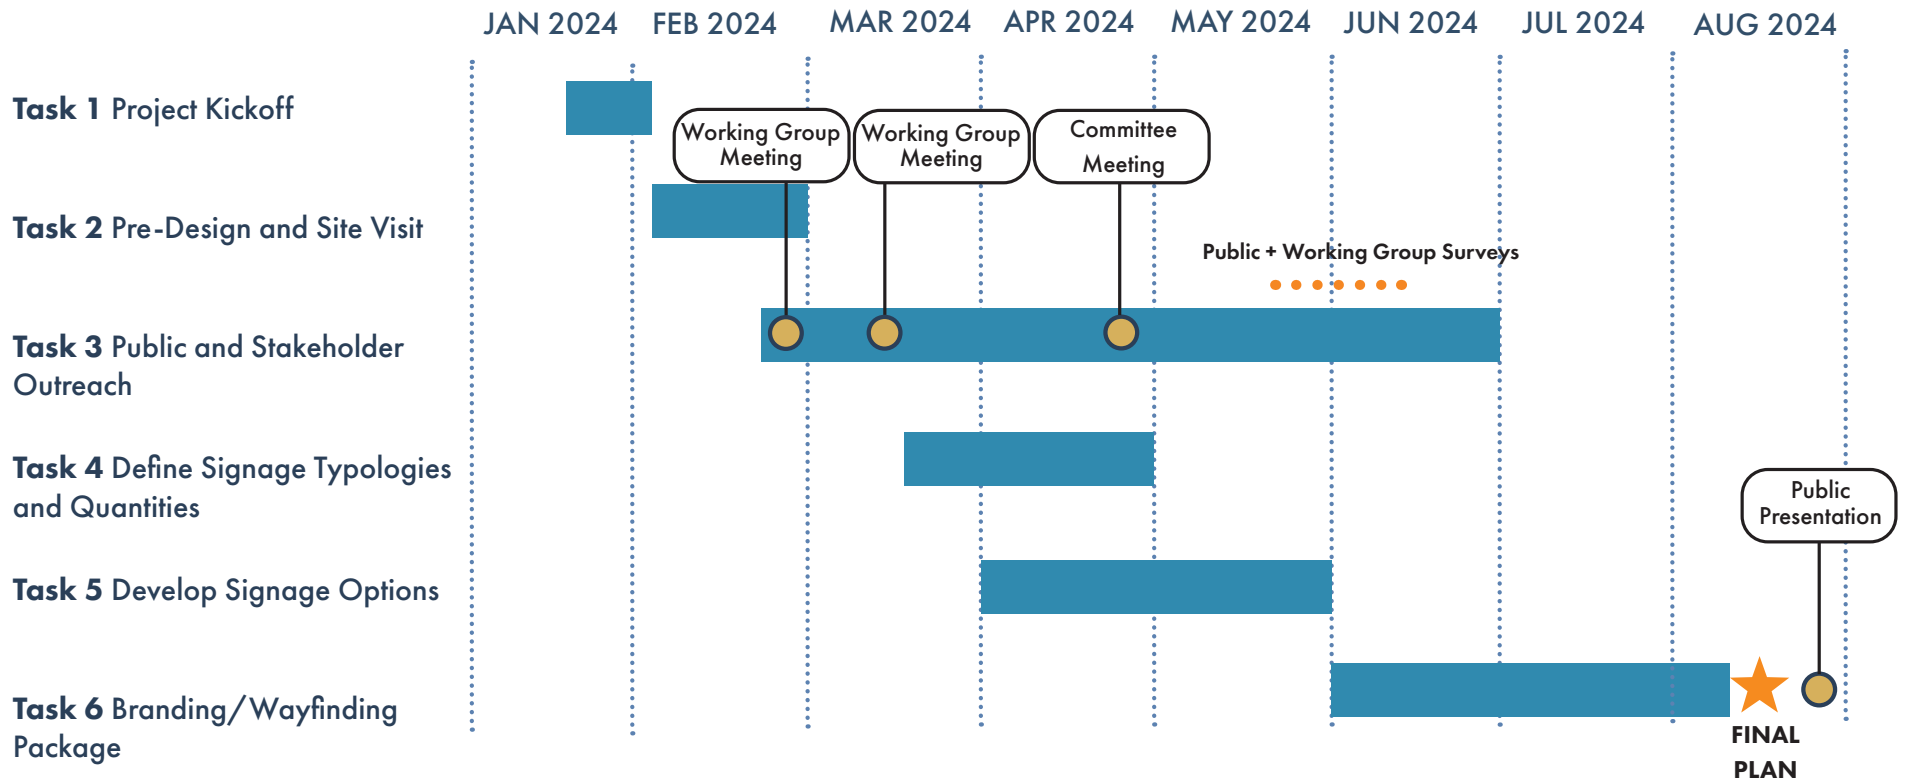 JAN 2024
FEB 2024
MAR 2024
APR 2024
MAY 2024
JUN 2024
JUL 2024
AUG 2024
Task 1 Project Kickoff
Working Group
Meeting
Working Group
Meeting
Committee
Meeting
Task 2 Pre-Design and Site Visit
Public + Working Group Surveys
Task 3 Public and Stakeholder
Outreach
Task 4 Define Signage Typologies
and Quantities
Public
Presentation
Task 5 Develop Signage Options
Task 6 Branding/Wayfinding
Package
FINAL
PLAN